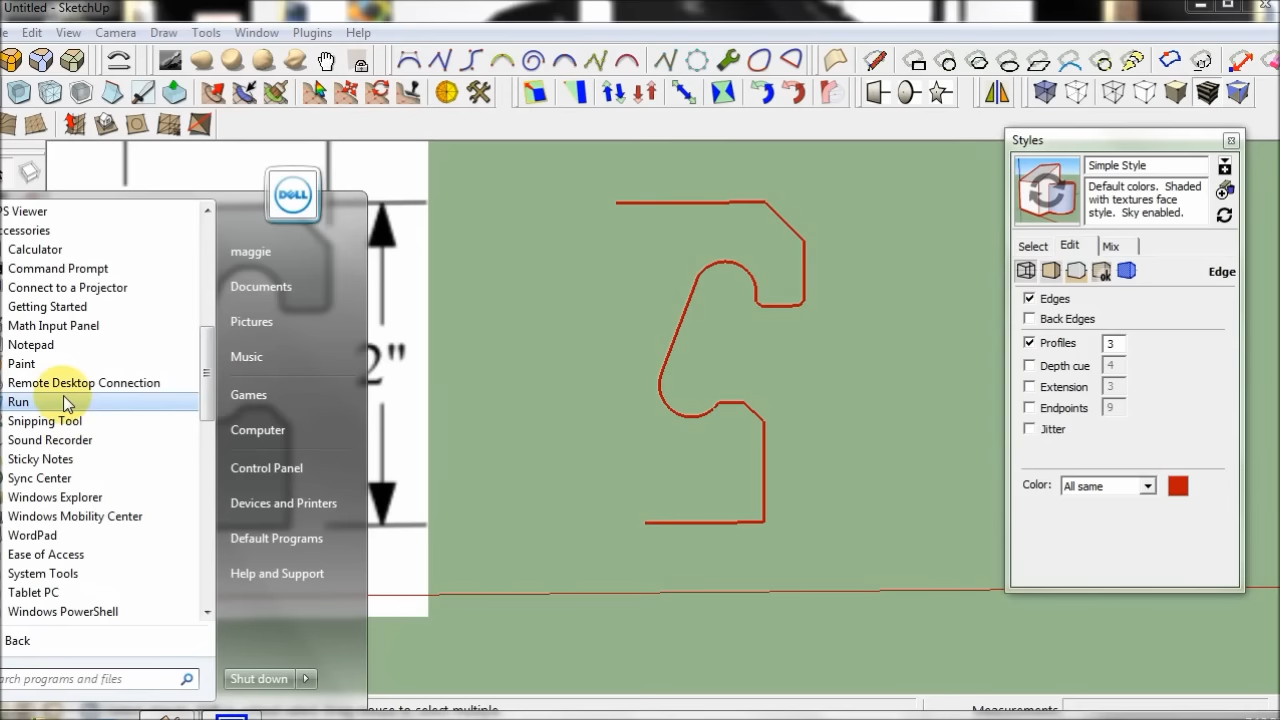 Untitled - SketchUp
Edit View Camera Draw Tools Window Plugins Help
Styles
Simple Style
Default colors. Shaded
with textures face
style. Sky enabled.
Select Edit Mix
ok
Edge
Edges
Back Edges
Profiles 3
Depth cue 4
Extension 3
Endpoints 9
Jitter
Color: All same
DELL
PS Viewer
ccessories
Calculator
Command Prompt
Connect to a Projector
Getting Started
Math Input Panel
Notepad
Paint
Remote Desktop Connection
Run
Snipping Tool
Sound Recorder
Sticky Notes
Sync Center
Windows Explorer
Windows Mobility Center
WordPad
Ease of Access
System Tools
Tablet PC
Windows PowerShell
Back
arch programs and files
maggie
Documents
Pictures
Music
Games
Computer
Control Panel
Devices and Printers
Default Programs
Help and Support
Shut down
2"
to select multiple
Measurements